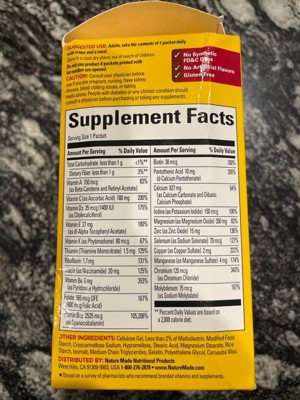 SUGGESTED USE: Adults, take the contents of 1 packet daily
with water and a meal.
Store in a cool, dry place, out of reach of children.
Do not use product if packets printed with
are opened.
CAUTION: Consult your physician before
use if you are pregnant, nursing, have kidney
disease, blood clotting issues, or taking
medications. People with diabetes or any chronic condition should
consult a physician before purchasing or taking any supplements.
No Synthetic
FD&C Dyes
No Artificial Flavors
Gluten Free
Supplement Facts
Serving Size 1 Packet
Amount Per Serving % Daily Value
Total Carbohydrate less than 1 g <1%**
Dietary Fiber less than 1 g 3%**
Vitamin A 750 mcg 83%
(as Beta Carotene and Retinyl Acetate)
Vitamin C (as Ascorbic Acid) 180 mg 200%
Vitamin D3 35 mcg (1400 IU) 175%
(as Cholecalciferol)
Vitamin E 27 mg 180%
(as dl-Alpha Tocopheryl Acetate)
Vitamin K (as Phytonadione) 80 mcg 67%
Thiamin (Thiamine Mononitrate) 1.5 mg 125%
Riboflavin 1.7 mg 131%
Niacin (as Niacinamide) 20 mg 125%
Vitamin B6 6 mg 353%
(as Pyridoxine Hydrochloride)
Folate 665 mcg DFE 167%
(400 mcg Folic Acid)
Vitamin B12 2525 mcg 105,208%
(as Cyanocobalamin)
Amount Per Serving % Daily Value
Biotin 30 mcg 100%
Pantothenic Acid 10 mg 200%
(d-Calcium Pantothenate)
Calcium 827 mg 64%
(as Calcium Carbonate and Dibasic
Calcium Phosphate)
Iodine (as Potassium Iodide) 150 mcg 100%
Magnesium (as Magnesium Oxide) 350 mg 83%
Zinc (as Zinc Oxide) 15 mg 136%
Selenium (as Sodium Selenate) 70 mcg 127%
Copper (as Copper Sulfate) 2 mg 222%
Manganese (as Manganese Sulfate) 4 mg 174%
Chromium 120 mcg 343%
(as Chromium Chloride)
Molybdenum 75 mcg 167%
(as Sodium Molybdate)
** Percent Daily Values are based on
a 2,000 calorie diet.
OTHER INGREDIENTS: Cellulose Gel, Less than 2% of: Maltodextrin, Modified Food
Starch, Croscarmellose Sodium, Hypromellose, Stearic Acid, Magnesium Stearate, Rice
Starch, Isomalt, Medium Chain Triglycerides, Gelatin, Polyethylene Glycol, Carnauba Wax.
DISTRIBUTED BY: Nature Made Nutritional Products
West Hills, CA 91309-9903, USA 1-800-276-2878 • www.NatureMade.com
Based on a survey of pharmacists who recommend branded vitamins and supplements.